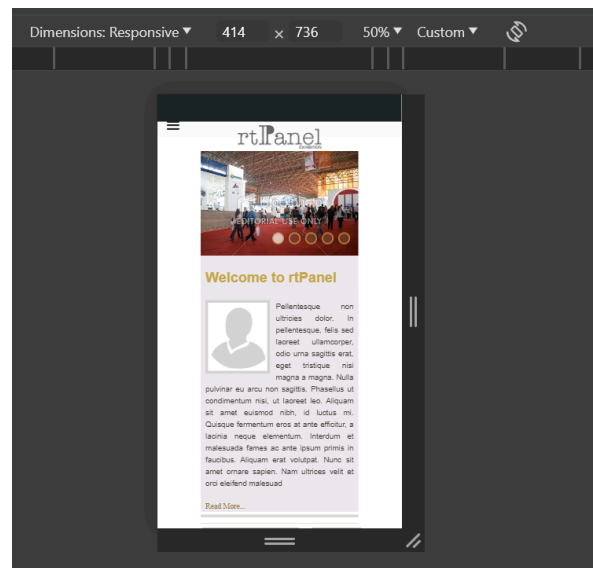 Dimensions: Responsive
414 × 736
50%
Custom
rtPanel
EDITORIAL USE ONLY
Welcome to rtPanel
Pellentesque non
ultricies dolor. In
pellentesque, felis sed
laoreet ullamcorper,
odio urna sagittis erat,
eget tristique nisi
magna a magna. Nulla
pulvinar eu arcu non sagittis. Phasellus ut
condimentum nisi, ut laoreet leo. Aliquam
sit amet euismod nibh, id luctus mi.
Quisque fermentum eros at ante efficitur, a
lacinia neque elementum. Interdum et
malesuada fames ac ante ipsum primis in
faucibus. Aliquam erat volutpat. Nunc sit
amet ornare sapien. Nam ultrices velit et
orci eleifend malesuad
Read More...